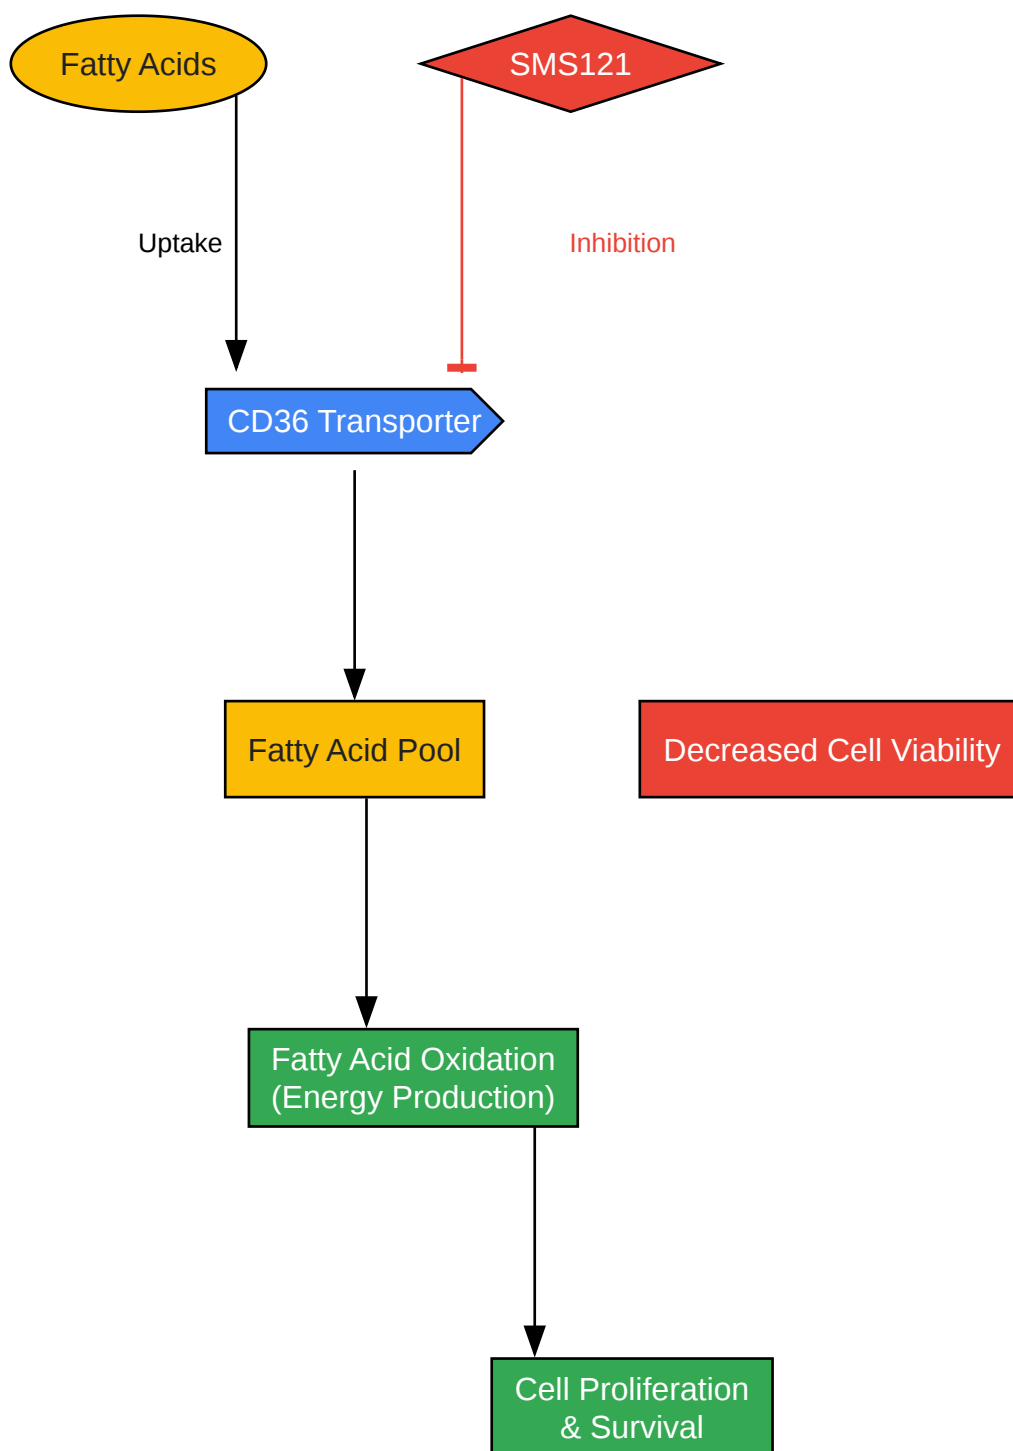 Fatty Acids
SMS121
Uptake
Inhibition
CD36 Transporter
Fatty Acid Pool
Decreased Cell Viability
Fatty Acid Oxidation
(Energy Production)
Cell Proliferation
& Survival